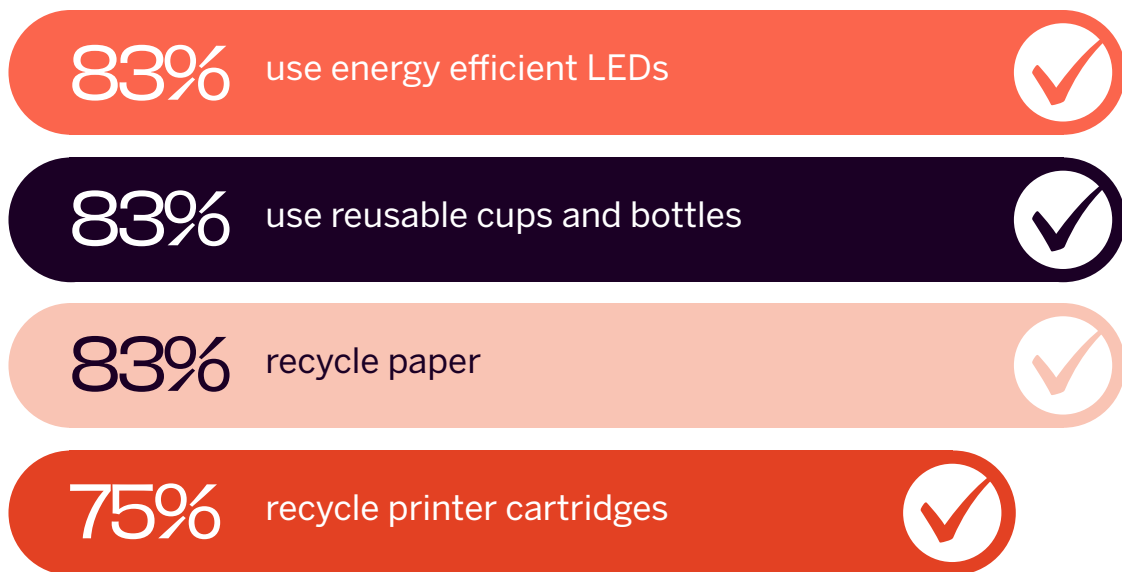 83% use energy efficient LEDs
83% use reusable cups and bottles
83% recycle paper
75% recycle printer cartridges